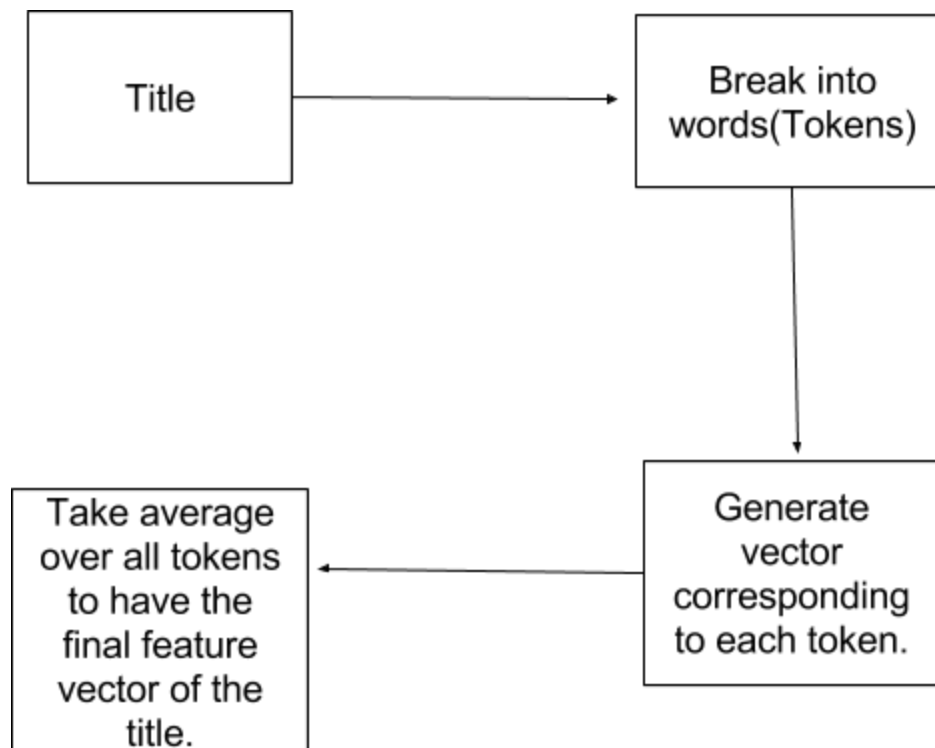 Title
Break into
words(Tokens)
Generate
vector
corresponding
to each token.
Take average
over all tokens
to have the
final feature
vector of the
title.